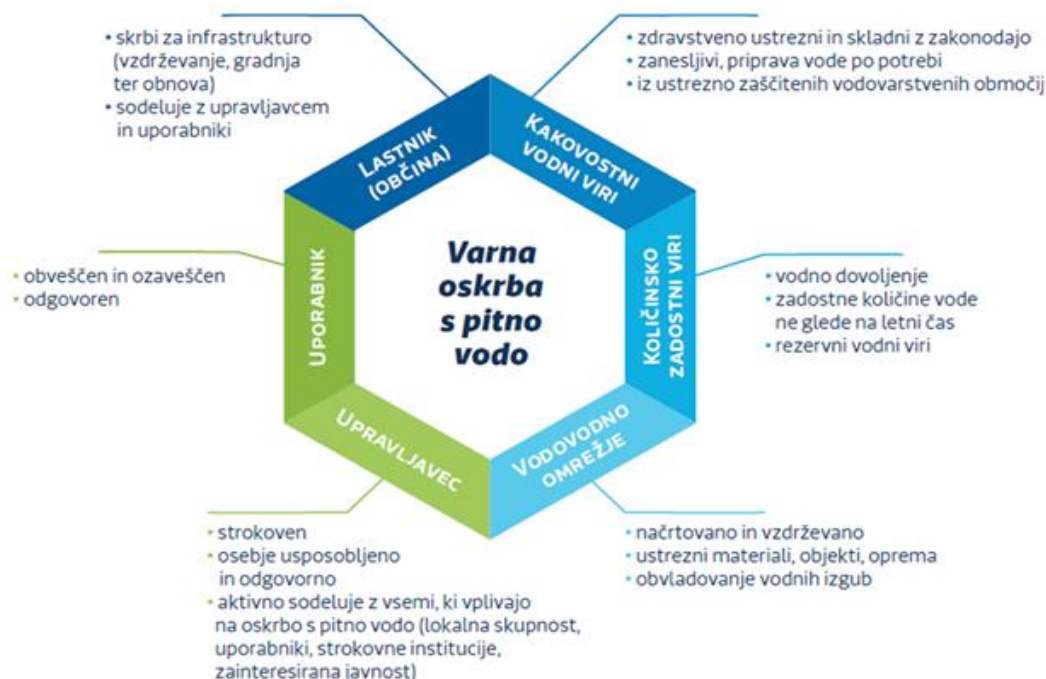 • skrbi za infrastrukturo
(vzdrževanje, gradnja
ter obnova)
• sodeluje z upravljavcem
in uporabniki
• zdravstveno ustrezni in skladni z zakonodajo
• zanesljivi, priprava vode po potrebi
• iz ustrezno zaščitenih vodovarstvenih območij
LASTNIK
(OBČINA)
KAKOVOSTNI
VODNI VIRI
UPORABNIK
• obveščen in ozaveščen
• odgovoren
Varna
oskrba
s pitno
vodo
KOLIČINSKO
ZADOSTNI VIRI
• vodno dovoljenje
• zadostne količine vode
ne glede na letni čas
• rezervni vodni viri
UPRAVLJAVEC
VODOVODNO
OMREŽJE
• strokoven
• osebje usposobljeno
in odgovorno
• aktivno sodeluje z vsemi, ki vplivajo
na oskrbo s pitno vodo (lokalna skupnost,
uporabniki, strokovne institucije,
zainteresirana javnost)
• načrtovano in vzdrževano
• ustrezni materiali, objekti, oprema
• obvladovanje vodnih izgub